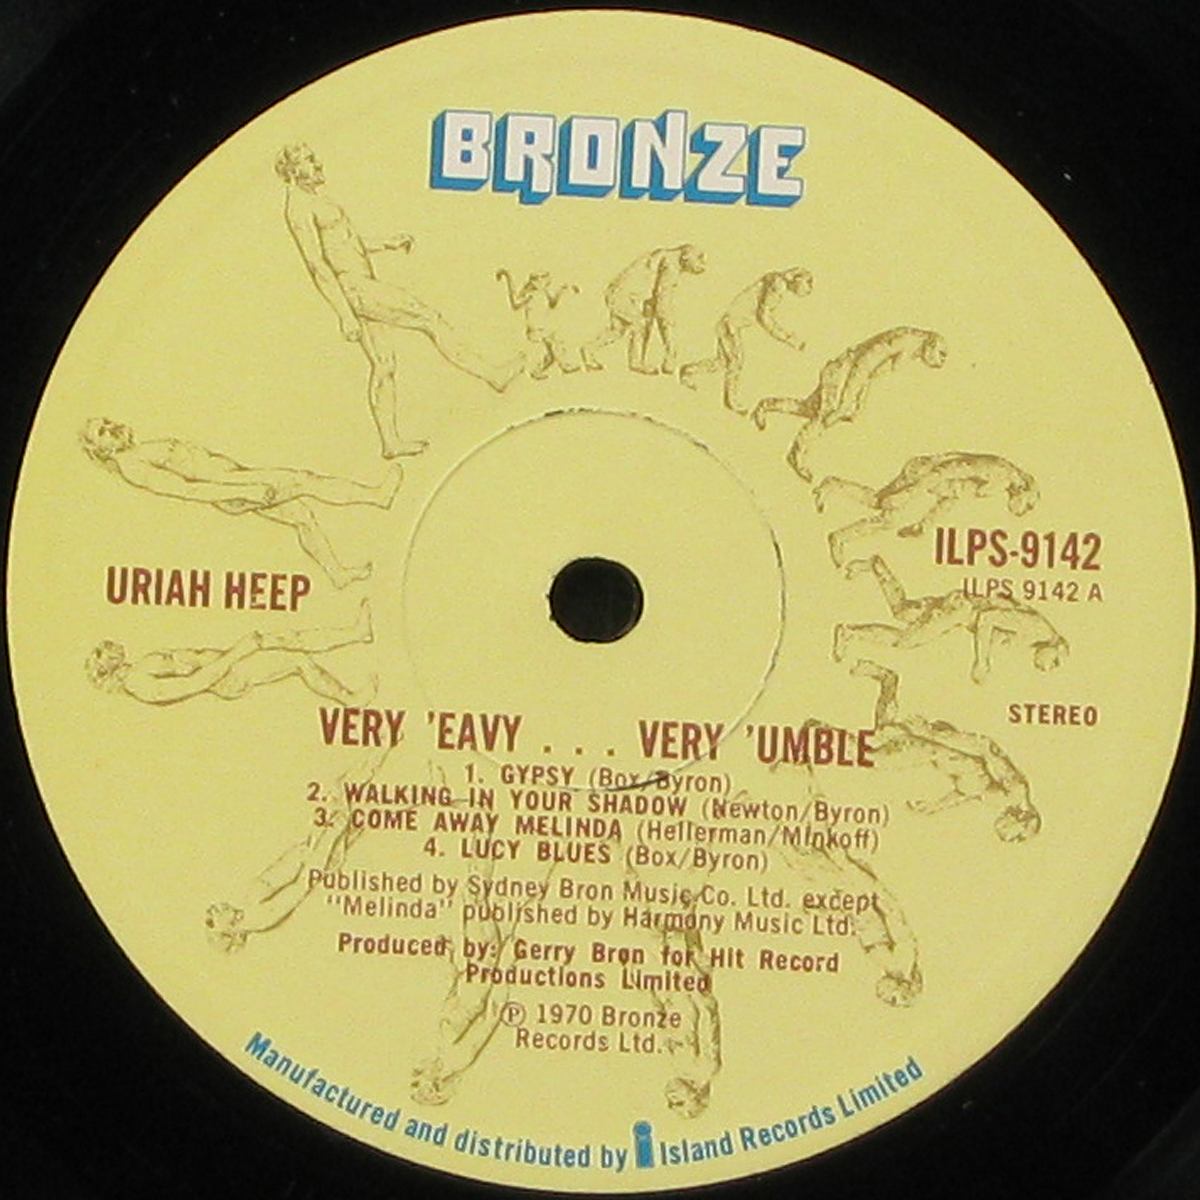 BRONZE
ILPS-9142
URIAH HEEP
ILPS 9142 A
STEREO
VERY 'EAVY . . . VERY 'UMBLE
1. GYPSY (Box/Byron)
2. WALKING IN YOUR SHADOW (Newton/Byron)
3. COME AWAY MELINDA (Hellerman/Minkoff)
4. LUCY BLUES (Box/Byron)
Published by Sydney Bron Music Co. Ltd. except
"Melinda" published by Harmony Music Ltd.
Produced by: Gerry Bron for Hit Record
Productions Limited
℗ 1970 Bronze
Records Ltd.
Manufactured and distributed by i Island Records Limited